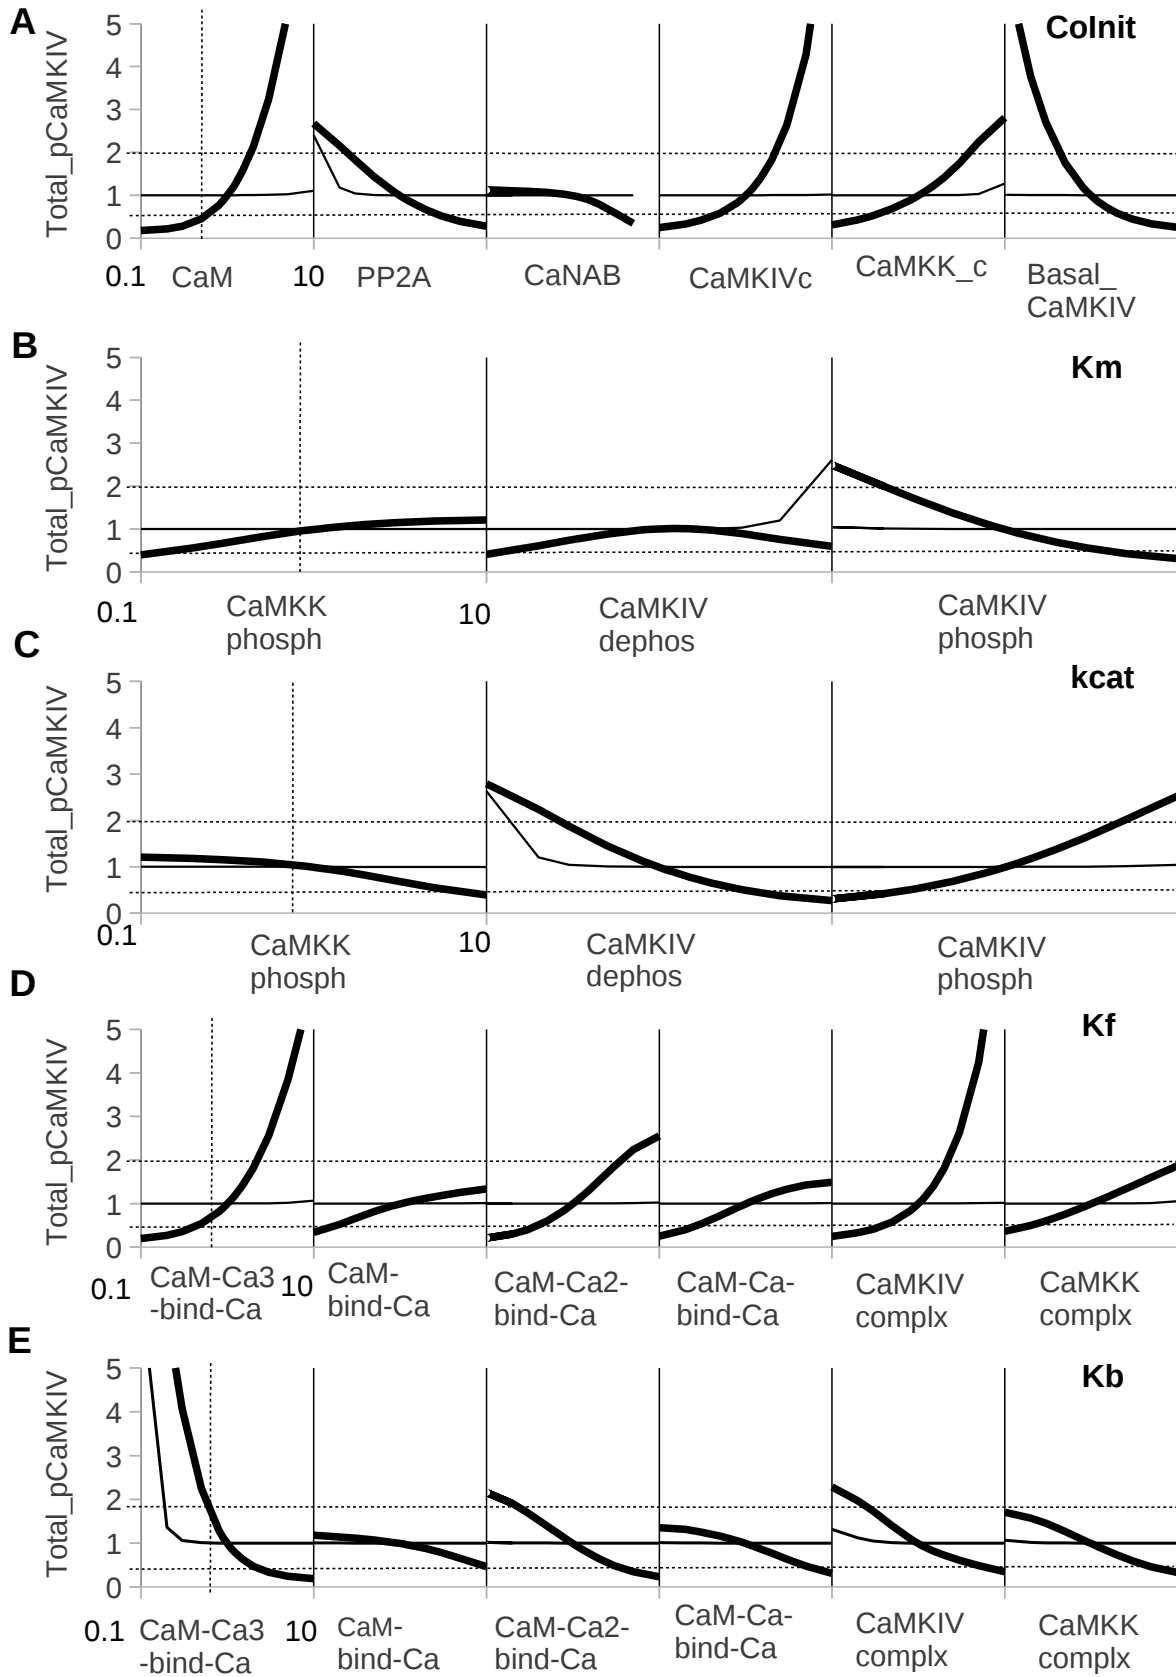 A
CoInit
Total_pCaMKIV
5
4
3
2
1
0
0.1
CaM
10
PP2A
CaNAB
CaMKIVc
CaMKK_c
Basal_
CaMKIV
B
Km
Total_pCaMKIV
5
4
3
2
1
0
0.1
CaMKK
phosph
10
CaMKIV
dephos
CaMKIV
phosph
C
kcat
Total_pCaMKIV
5
4
3
2
1
0
0.1
CaMKK
phosph
10
CaMKIV
dephos
CaMKIV
phosph
D
Kf
Total_pCaMKIV
5
4
3
2
1
0
0.1
CaM-Ca3
-bind-Ca
10
CaM-
bind-Ca
CaM-Ca2-
bind-Ca
CaM-Ca-
bind-Ca
CaMKIV
complx
CaMKK
complx
E
Kb
Total_pCaMKIV
5
4
3
2
1
0
0.1
CaM-Ca3
-bind-Ca
10
CaM-
bind-Ca
CaM-Ca2-
bind-Ca
CaM-Ca-
bind-Ca
CaMKIV
complx
CaMKK
complx